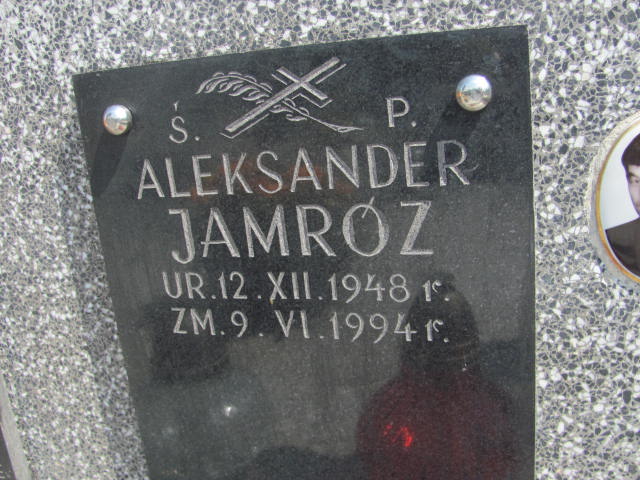 Ś. P.
ALEKSANDER
JAMRÓZ
UR. 12. XII. 1948 r.
ZM. 9. VI. 1994 r.